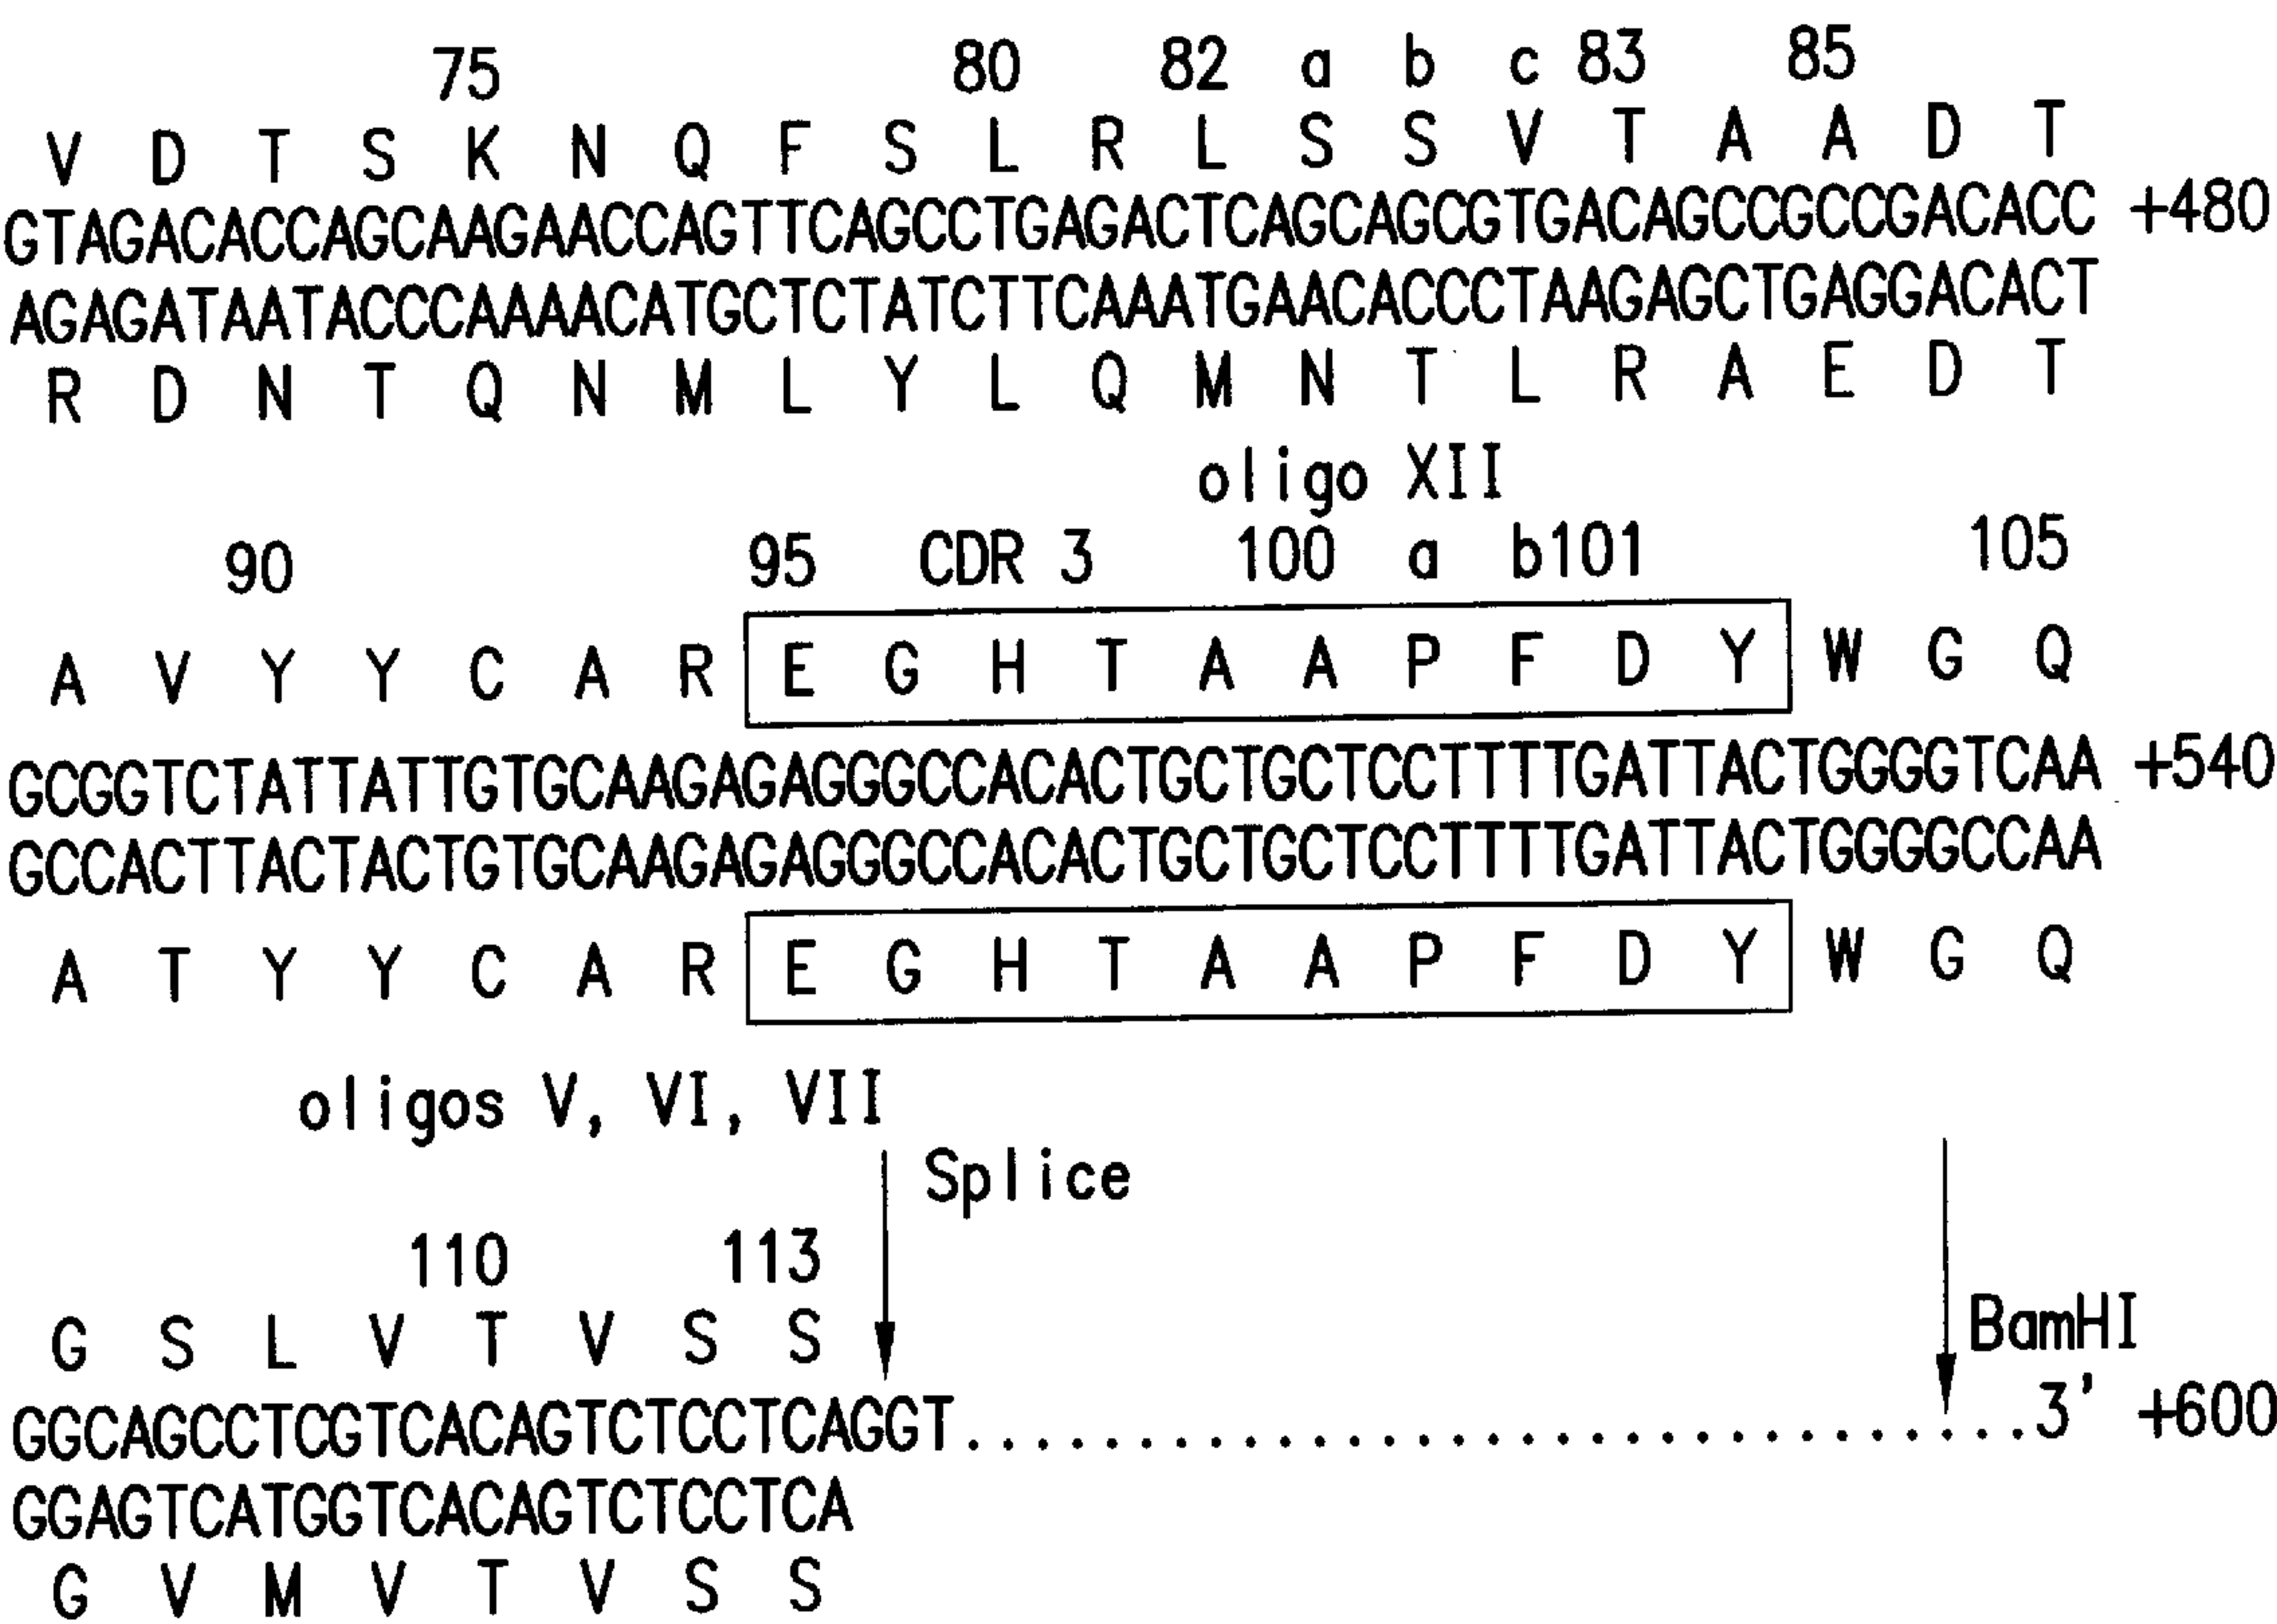 75 80 82 a b c 83 85
V D T S K N Q F S L R L S S V T A A D T
GTAGACACCAGCAAGAACCAGTTCAGCCTGAGACTCAGCAGCGTGACAGCCGCCGACACC +480
AGAGATAATACCCAAAACATGCTCTATCTTCAAATGAACACCCTAAGAGCTGAGGACACT
R D N T Q N M L Y L Q M N T L R A E D T
oligo XII
90 95 CDR 3 100 a b101 105
A V Y Y C A R E G H T A A P F D Y W G Q
GCGGTCTATTATTGTGCAAGAGAGGGCCACACTGCTGCTCCTTTTGATTACTGGGGTCAA +540
GCCACTTACTACTGTGCAAGAGAGGGCCACACTGCTGCTCCTTTTGATTACTGGGGCCAA
A T Y Y C A R E G H T A A P F D Y W G Q
oligos V, VI, VII
Splice
110 113
G S L V T V S S
BamHI
GGCAGCCTCGTCACAGTCTCCTCAGGT...............................3' +600
GGAGTCATGGTCACAGTCTCCTCA
G V M V T V S S